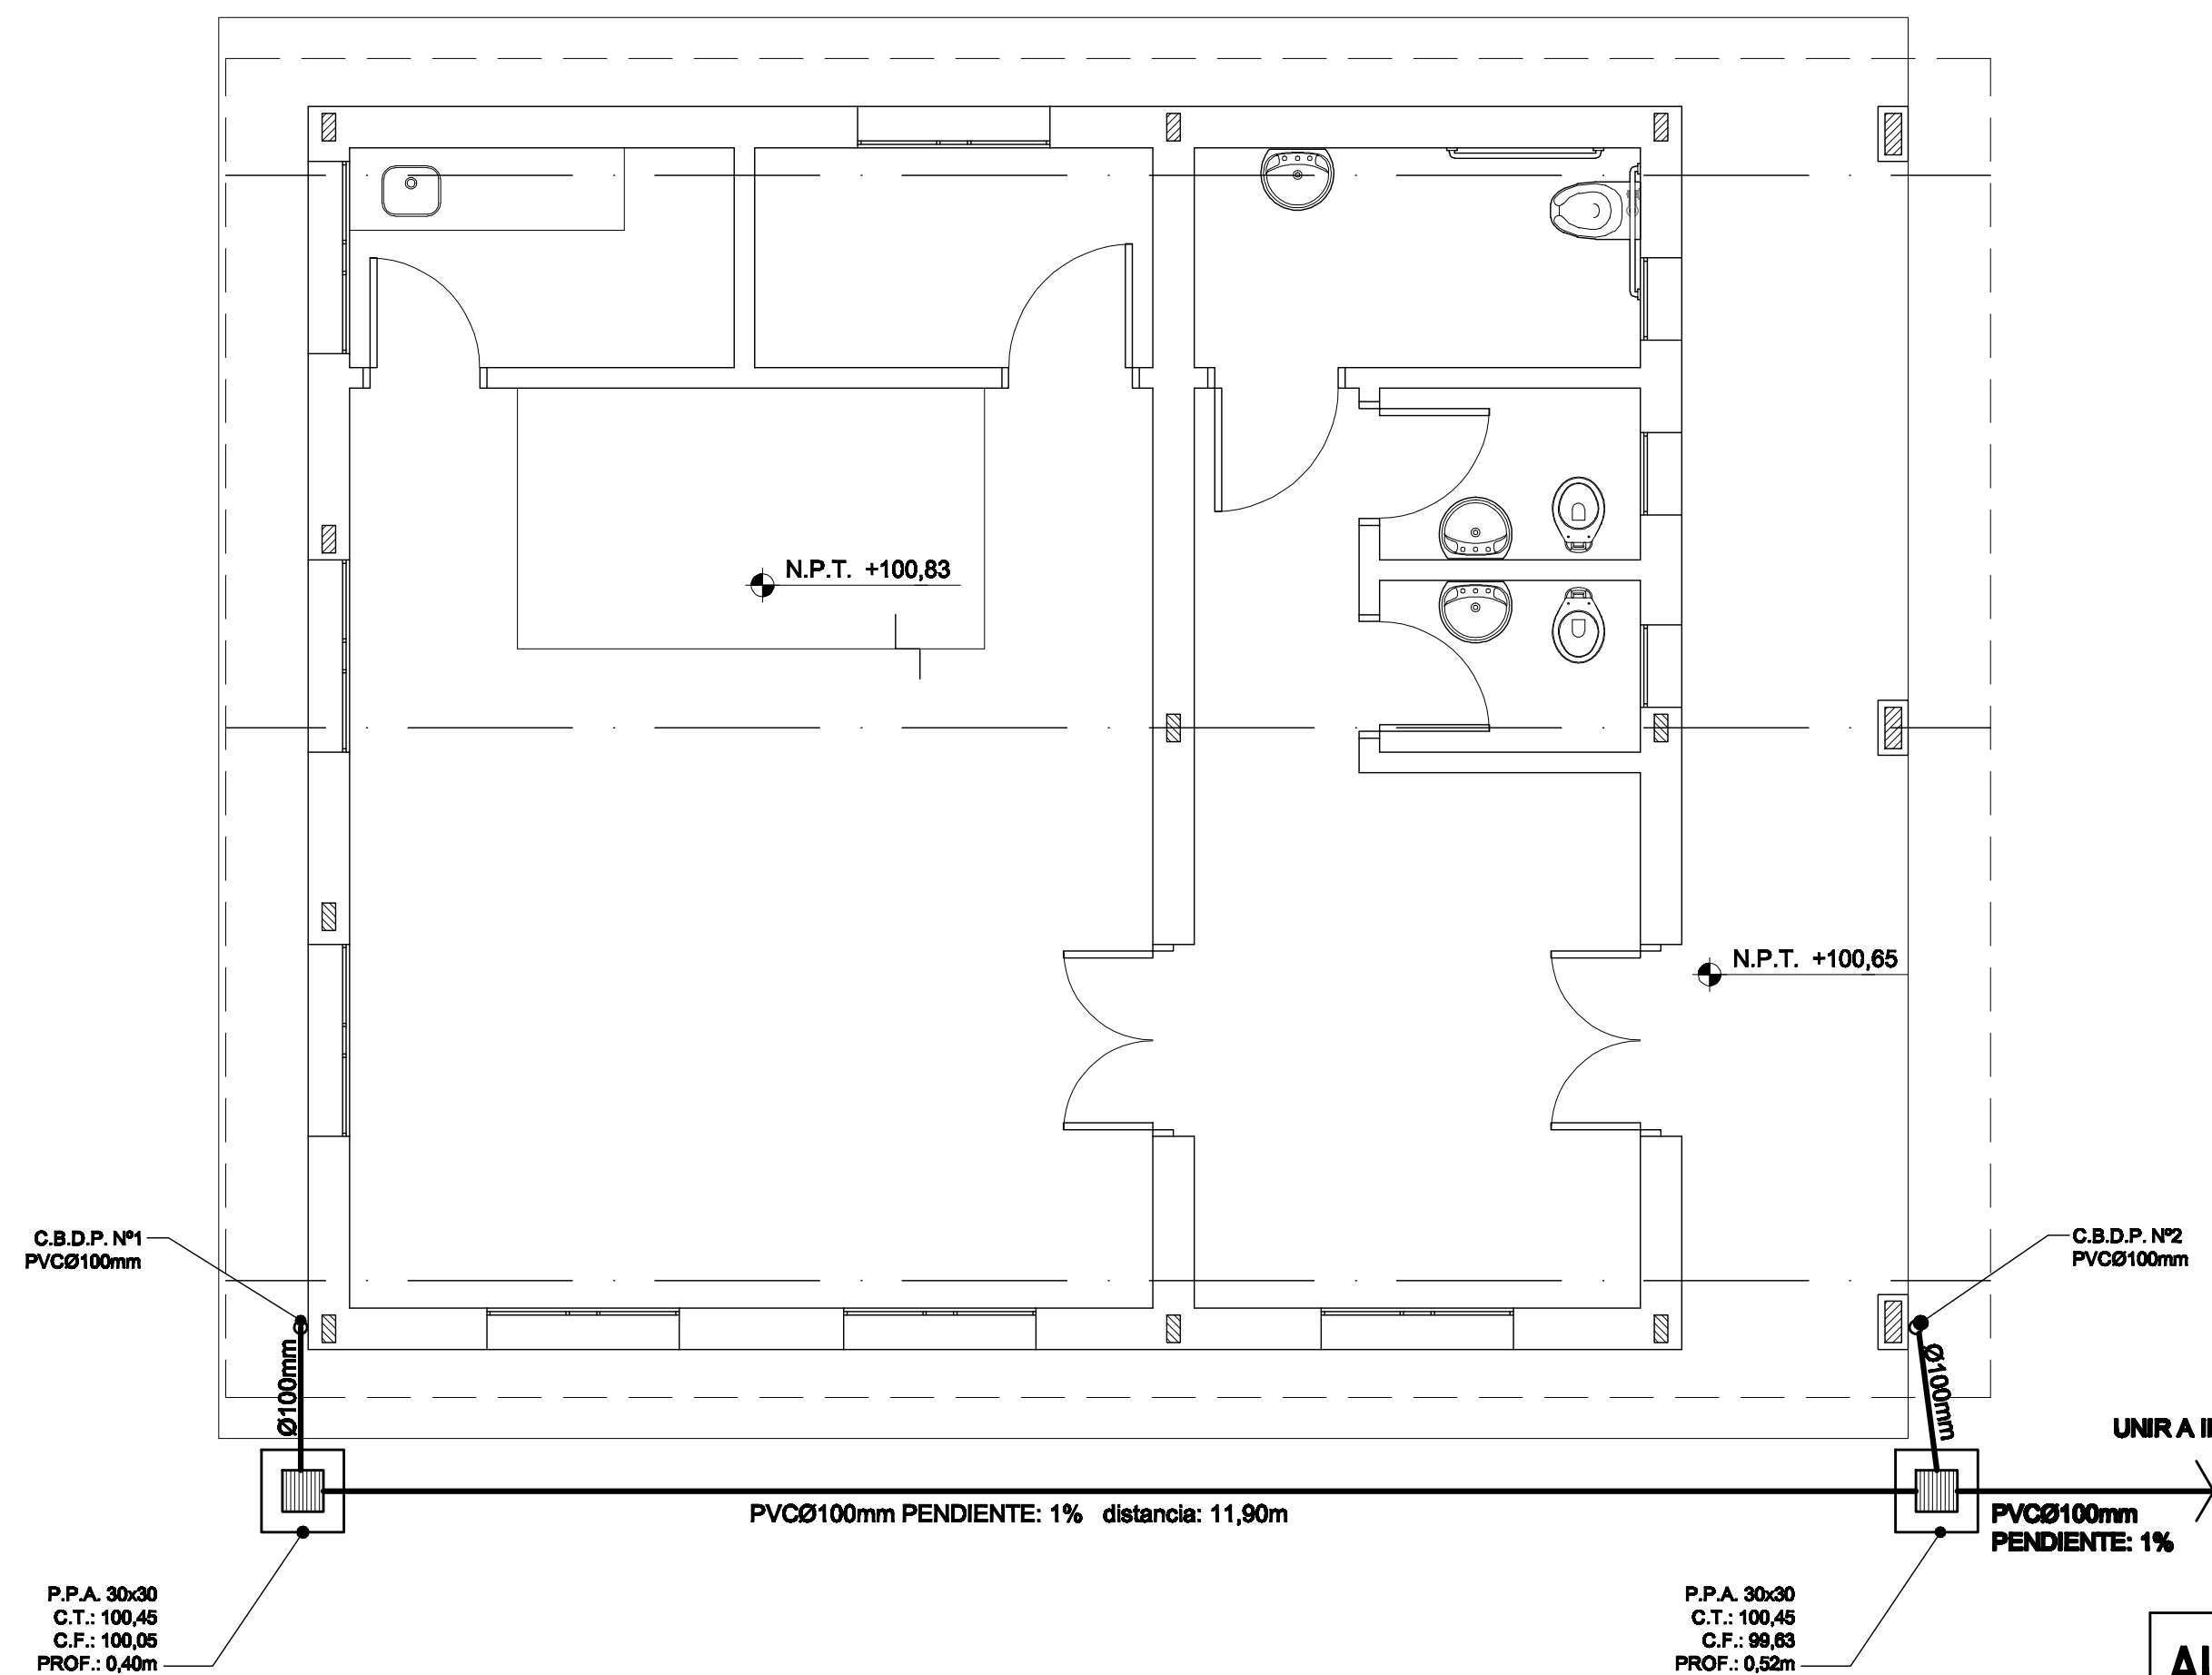 N.P.T. +100,83
N.P.T. +100,65
C.B.D.P. Nº1
PVCØ100mm
C.B.D.P. Nº2
PVCØ100mm
Ø100mm
Ø100mm
UNIR A
PVCØ100mm PENDIENTE: 1% distancia: 11,90m
PVCØ100mm
PENDIENTE: 1%
P.P.A. 30x30
C.T.: 100,45
C.F.: 100,05
PROF.: 0,40m
P.P.A. 30x30
C.T.: 100,45
C.F.: 99,63
PROF.: 0,52m